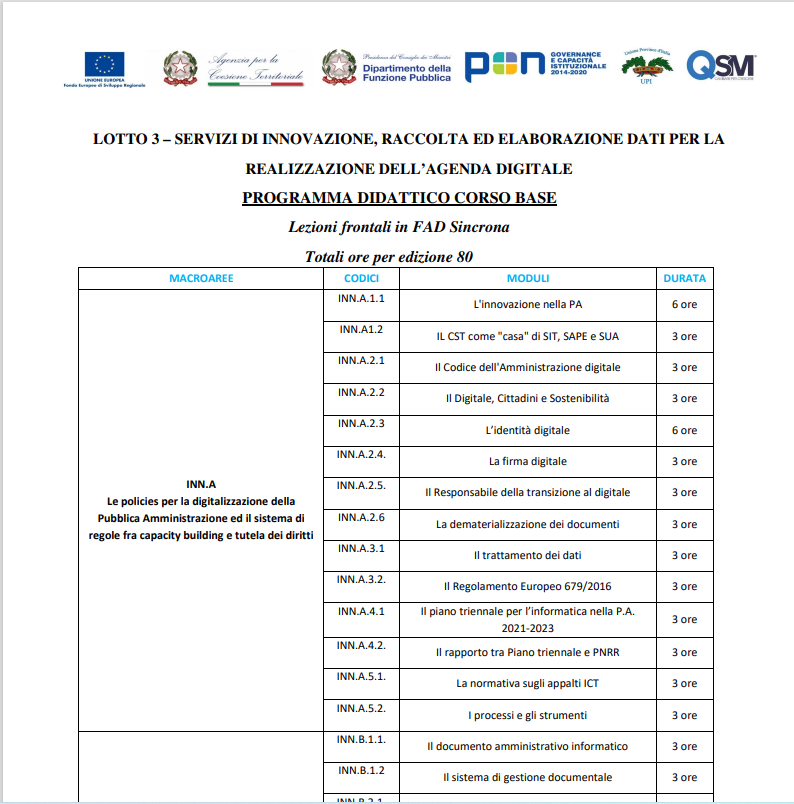 UNIONE EUROPEA
Fondo Europeo di Sviluppo Regionale
Agenzia per la
Coesione Territoriale
Presidenza del Consiglio dei Ministri
Dipartimento della
Funzione Pubblica
pon
GOVERNANCE
E CAPACITÀ
ISTITUZIONALE
2014-2020
Unione Province d'Italia
UPI
QSM
LOTTO 3 – SERVIZI DI INNOVAZIONE, RACCOLTA ED ELABORAZIONE DATI PER LA
REALIZZAZIONE DELL'AGENDA DIGITALE
PROGRAMMA DIDATTICO CORSO BASE
Lezioni frontali in FAD Sincrona
Totali ore per edizione 80
MACROAREE CODICI MODULI DURATA
INN.A.1.1 L'innovazione nella PA 6 ore
INN.A1.2 IL CST come "casa" di SIT, SAPE e SUA 3 ore
INN.A.2.1 Il Codice dell'Amministrazione digitale 3 ore
INN.A.2.2 Il Digitale, Cittadini e Sostenibilità 3 ore
INN.A.2.3 L’identità digitale 6 ore
INN.A.2.4. La firma digitale 3 ore
INN.A
Le policies per la digitalizzazione della
Pubblica Amministrazione ed il sistema di
regole fra capacity building e tutela dei diritti
INN.A.2.5. Il Responsabile della transizione al digitale 3 ore
INN.A.2.6 La dematerializzazione dei documenti 3 ore
INN.A.3.1 Il trattamento dei dati 3 ore
INN.A.3.2. Il Regolamento Europeo 679/2016 3 ore
INN.A.4.1 Il piano triennale per l’informatica nella P.A.
2021-2023 3 ore
INN.A.4.2. Il rapporto tra Piano triennale e PNRR 3 ore
INN.A.5.1. La normativa sugli appalti ICT 3 ore
INN.A.5.2. I processi e gli strumenti 3 ore
INN.B.1.1. Il documento amministrativo informatico 3 ore
INN.B.1.2 Il sistema di gestione documentale 3 ore